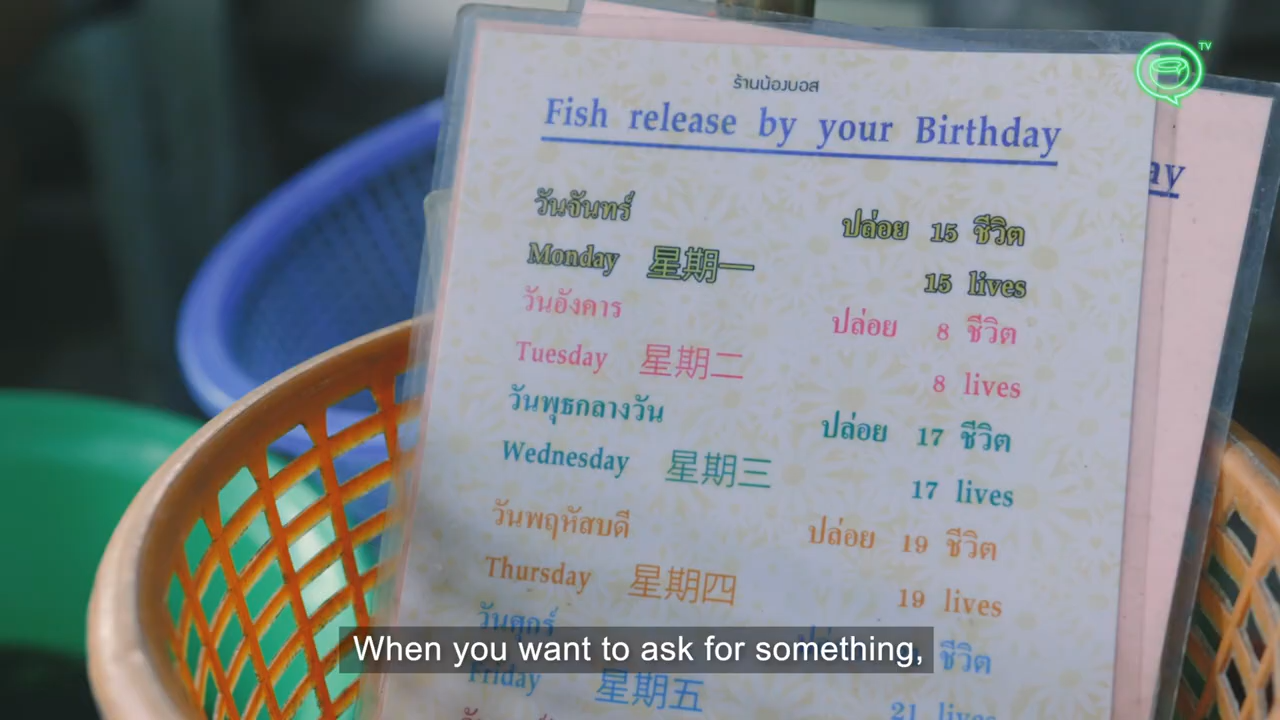 TV
ร้านน้องบอส
Fish release by your Birthday
ay
วันจันทร์ ปล่อย 15 ชีวิต
Monday 星期一 15 lives
วันอังคาร ปล่อย 8 ชีวิต
Tuesday 星期二 8 lives
วันพุธกลางวัน ปล่อย 17 ชีวิต
Wednesday 星期三 17 lives
วันพฤหัสบดี ปล่อย 19 ชีวิต
Thursday 星期四 19 lives
วันศุกร์ ชีวิต
When you want to ask for something,
Friday 星期五 21 lives